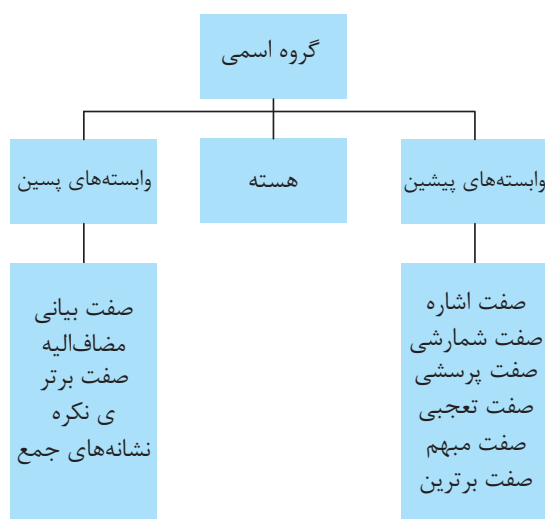 گروه اسمی
وابسته‌های پیشین
هسته
وابسته‌های پسین
صفت اشاره
صفت شمارشی
صفت پرسشی
صفت تعجبی
صفت مبهم
صفت برترین
صفت بیانی
مضاف‌الیه
صفت برتر
ی نکره
نشانه‌های جمع